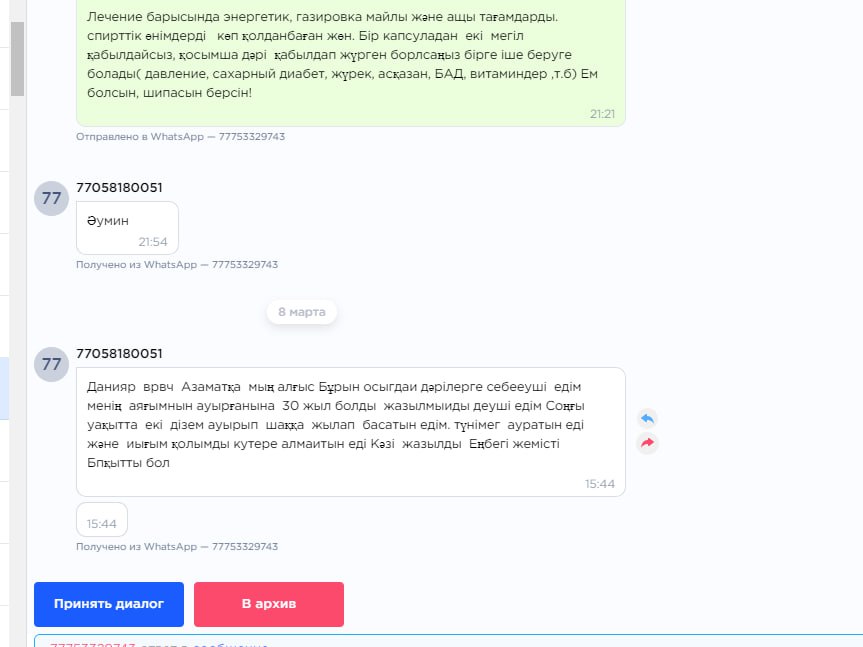 Лечение барысында энергетик, газировка майлы және ащы тағамдарды.
спирттік өнімдерді көп қолданбаған жөн. Бір капсуладан екі мегіл
қабылдайсыз, қосымша дәрі қабылдап жүрген борлсаңыз бірге іше беруге
болады( давление, сахарный диабет, жүрек, асқазан, БАД, витаминдер ,т.б) Ем
болсын, шипасын берсін!
21:21
Отправлено в WhatsApp — 77753329743
77
77058180051
Әумин
21:54
Получено из WhatsApp — 77753329743
8 марта
77
77058180051
Данияр врвч Азаматқа мың алғыс Бұрын осыгдаи дәрілерге себееуші едім
менің аяғымнын ауырғанына 30 жыл болды жазылмыиды деуші едім Соңғы
уақытта екі дізем ауырып шаққа жылап басатын едім. түнімег ауратын еді
және иығым қолымды кутере алмаитын еді Кәзі жазылды Еңбегі жемісті
Бпқытты бол
15:44
15:44
Получено из WhatsApp — 77753329743
Принять диалог
В архив